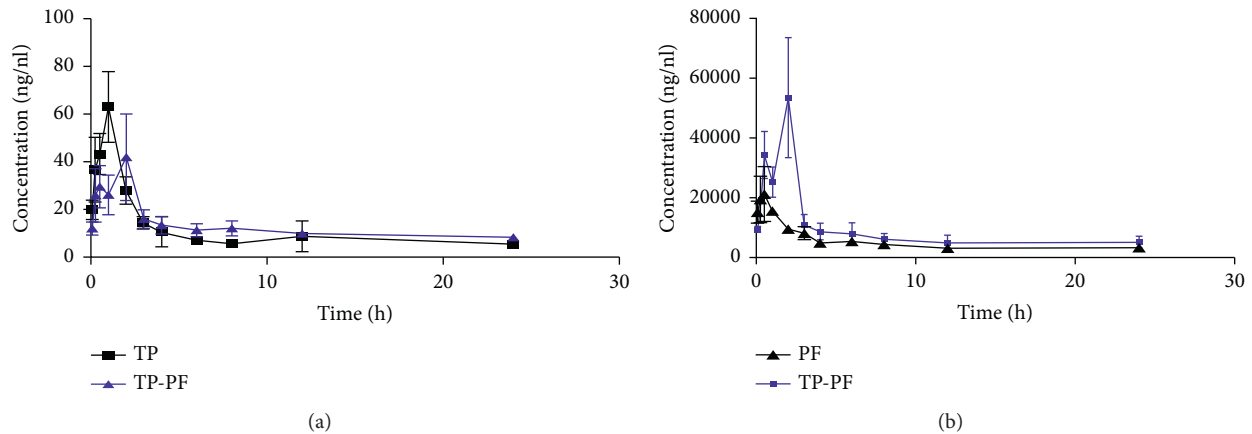 Concentration (ng/nl)
100
80
60
40
20
0
0
10
20
30
Time (h)
TP
TP-PF
(a)
Concentration (ng/nl)
80000
60000
40000
20000
0
0
10
20
30
Time (h)
PF
TP-PF
(b)